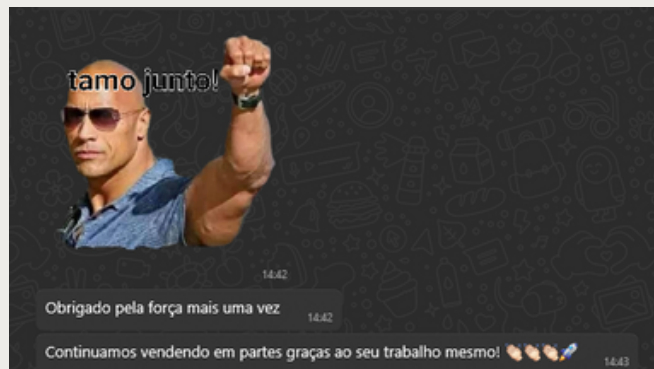 tamo junto!
14:42
Obrigado pela força mais uma vez 14:42
Continuamos vendendo em partes graças ao seu trabalho mesmo! 👏🏻👏🏻👏🏻🚀 14:43